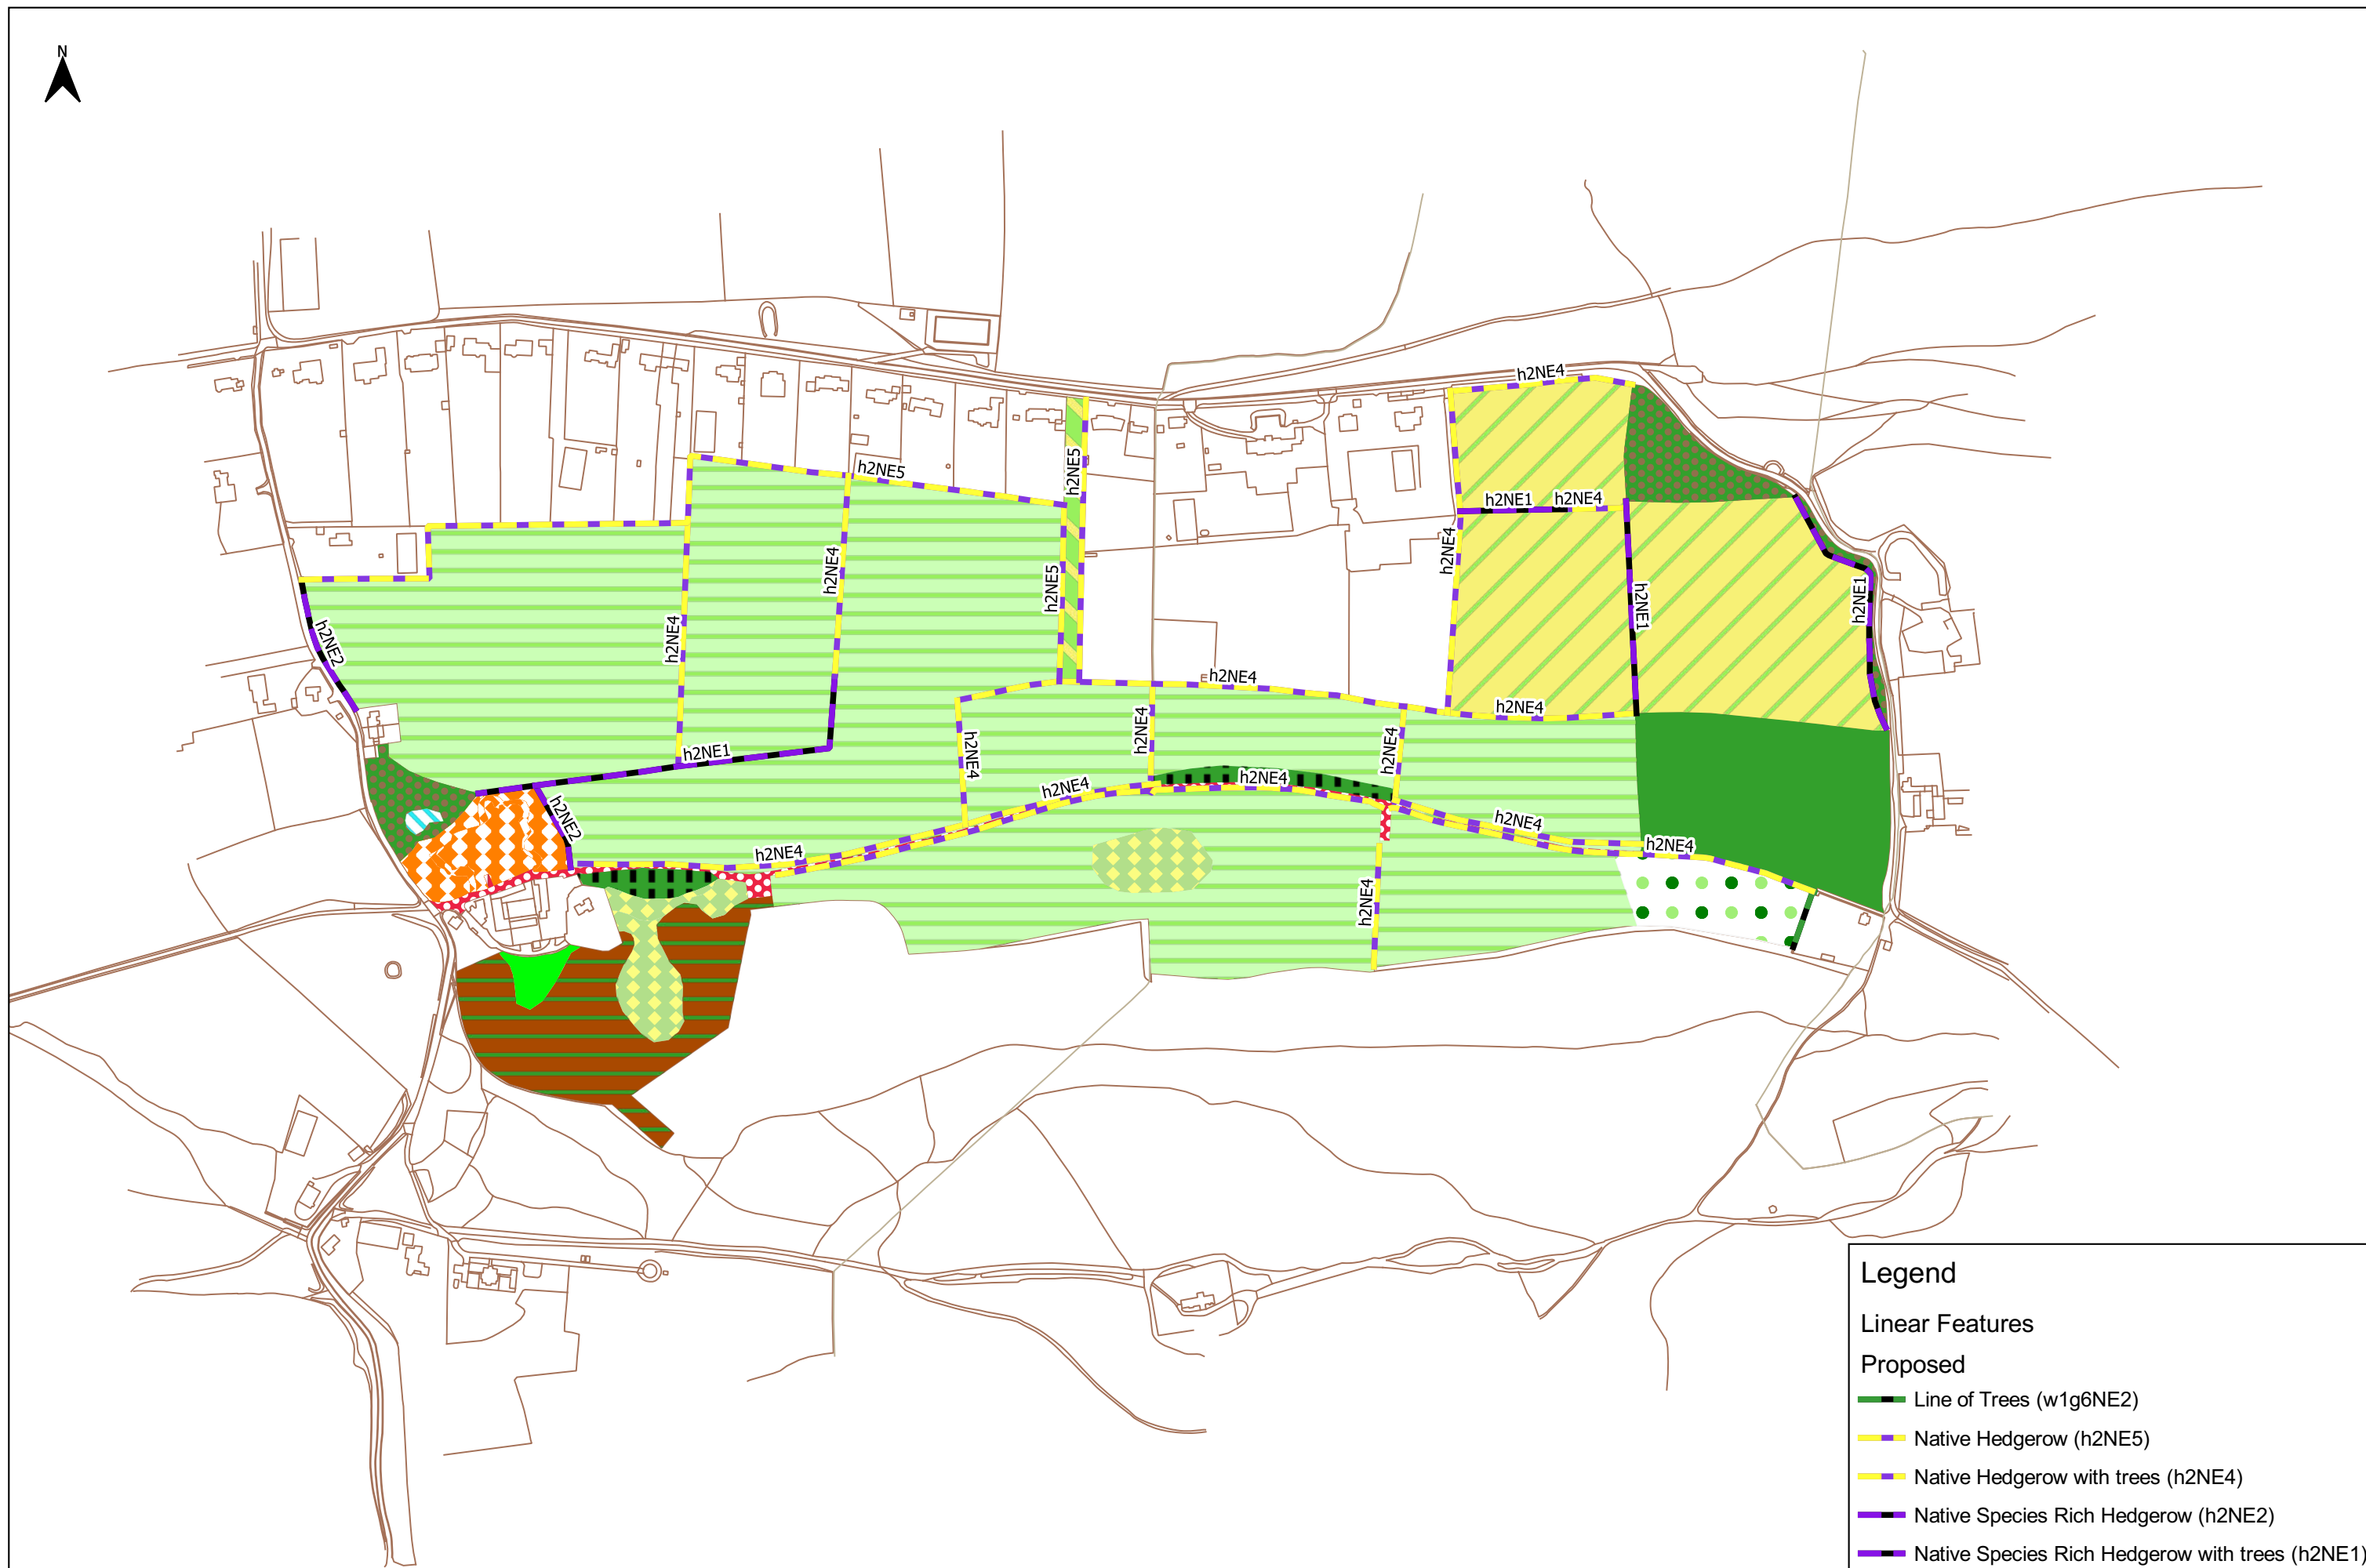 N
h2NE4
h2NE5
h2NE5
h2NE1
h2NE4
h2NE4
h2NE4
h2NE5
h2NE1
h2NE1
h2NE2
h2NE4
h2NE4
h2NE4
h2NE4
h2NE4
h2NE4
h2NE1
h2NE4
h2NE4
h2NE4
h2NE2
h2NE4
h2NE4
h2NE4
h2NE4
Legend
Linear Features
Proposed
Line of Trees (w1g6NE2)
Native Hedgerow (h2NE5)
Native Hedgerow with trees (h2NE4)
Native Species Rich Hedgerow (h2NE2)
Native Species Rich Hedgerow with trees (h2NE1)